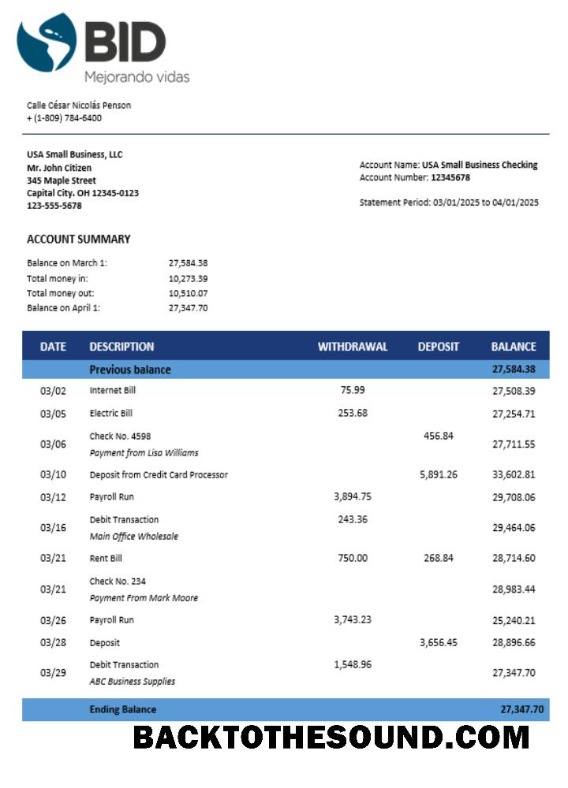 BID
Mejorando vidas
Calle César Nicolás Penson
+ (1-809) 784-6400
USA Small Business, LLC
Mr. John Citizen
345 Maple Street
Capital City. OH 12345-0123
123-555-5678
Account Name: USA Small Business Checking
Account Number: 12345678
Statement Period: 03/01/2025 to 04/01/2025
ACCOUNT SUMMARY
Balance on March 1: 27,584.38
Total money in: 10,273.39
Total money out: 10,510.07
Balance on April 1: 27,347.70
DATE DESCRIPTION WITHDRAWAL DEPOSIT BALANCE
Previous balance 27,584.38
03/02 Internet Bill 75.99 27,508.39
03/05 Electric Bill 253.68 27,254.71
03/06 Check No. 4598 456.84 27,711.55
Payment from Lisa Williams
03/10 Deposit from Credit Card Processor 5,891.26 33,602.81
03/12 Payroll Run 3,894.75 29,708.06
03/16 Debit Transaction 243.36 29,464.06
Main Office Wholesale
03/21 Rent Bill 750.00 268.84 28,714.60
03/21 Check No. 234 28,983.44
Payment From Mark Moore
03/26 Payroll Run 3,743.23 25,240.21
03/28 Deposit 3,656.45 28,896.66
03/29 Debit Transaction 1,548.96 27,347.70
ABC Business Supplies
Ending Balance 27,347.70
BACKTOTHESOUND.COM